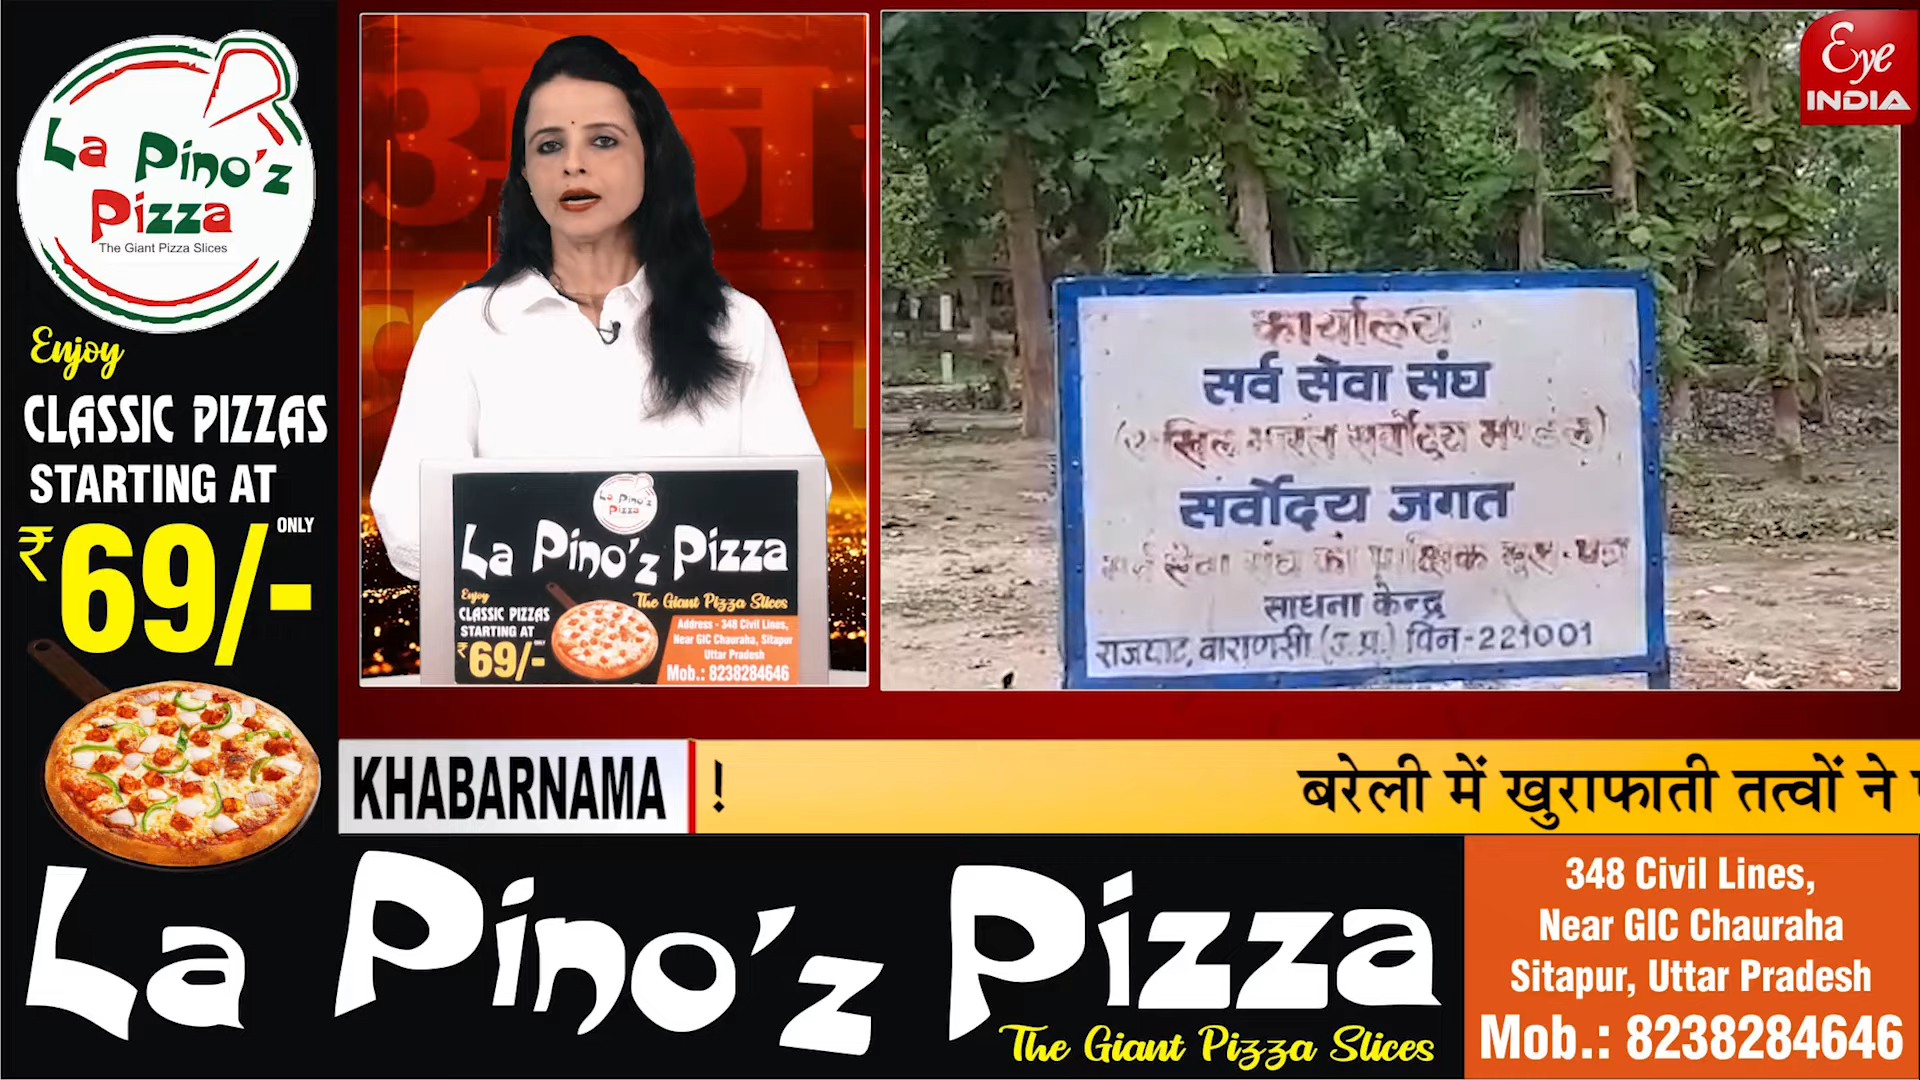 La Pino'z
Pizza
The Giant Pizza Slices
Enjoy
CLASSIC PIZZAS
STARTING AT
₹69/-
ONLY
La Pino'z
Pizza
La Pino'z Pizza
The Giant Pizza Slices
Enjoy
CLASSIC PIZZAS
STARTING AT
₹69/-
Address - 348 Civil Lines,
Near GIC Chauraha, Sitapur
Uttar Pradesh
Mob.: 8238284646
Eye
INDIA
कार्यालय
सर्व सेवा संघ
सर्वोदय जगत
साधना केन्द्र
राजघाट, वाराणसी (उ.प्र.) पिन-221001
KHABARNAMA
!
बरेली में खुराफाती तत्वों ने
La Pino'z Pizza
The Giant Pizza Slices
348 Civil Lines,
Near GIC Chauraha
Sitapur, Uttar Pradesh
Mob.: 8238284646